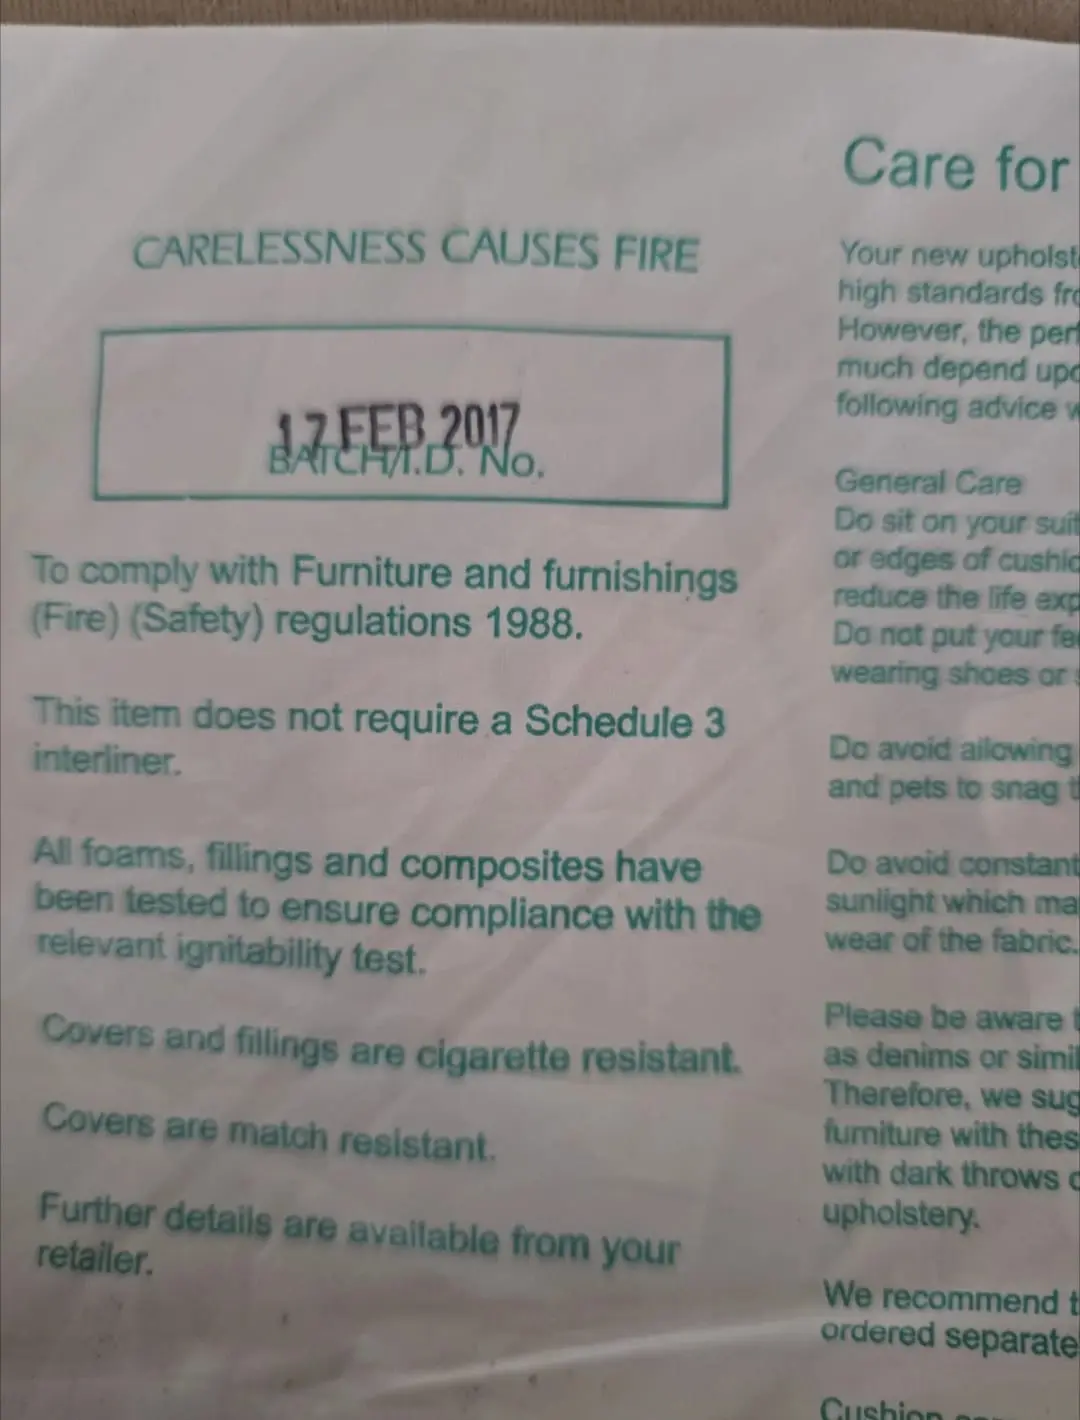 CARELESSNESS CAUSES FIRE
17 FEB 2017
BATCH/I.D. No.
To comply with Furniture and furnishings
(Fire) (Safety) regulations 1988.
This item does not require a Schedule 3
interliner.
All foams, fillings and composites have
been tested to ensure compliance with the
relevant ignitability test.
Covers and fillings are cigarette resistant.
Covers are match resistant.
Further details are available from your
retailer.
Care for
Your new upholst
high standards fro
However, the per
much depend upo
following advice w
General Care
Do sit on your suit
or edges of cushio
reduce the life exp
Do not put your fe
wearing shoes or s
Do avoid allowing
and pets to snag t
Do avoid constant
sunlight which ma
wear of the fabric.
Please be aware t
as denims or simil
Therefore, we sug
furniture with thes
with dark throws o
upholstery.
We recommend t
ordered separate
Cushion